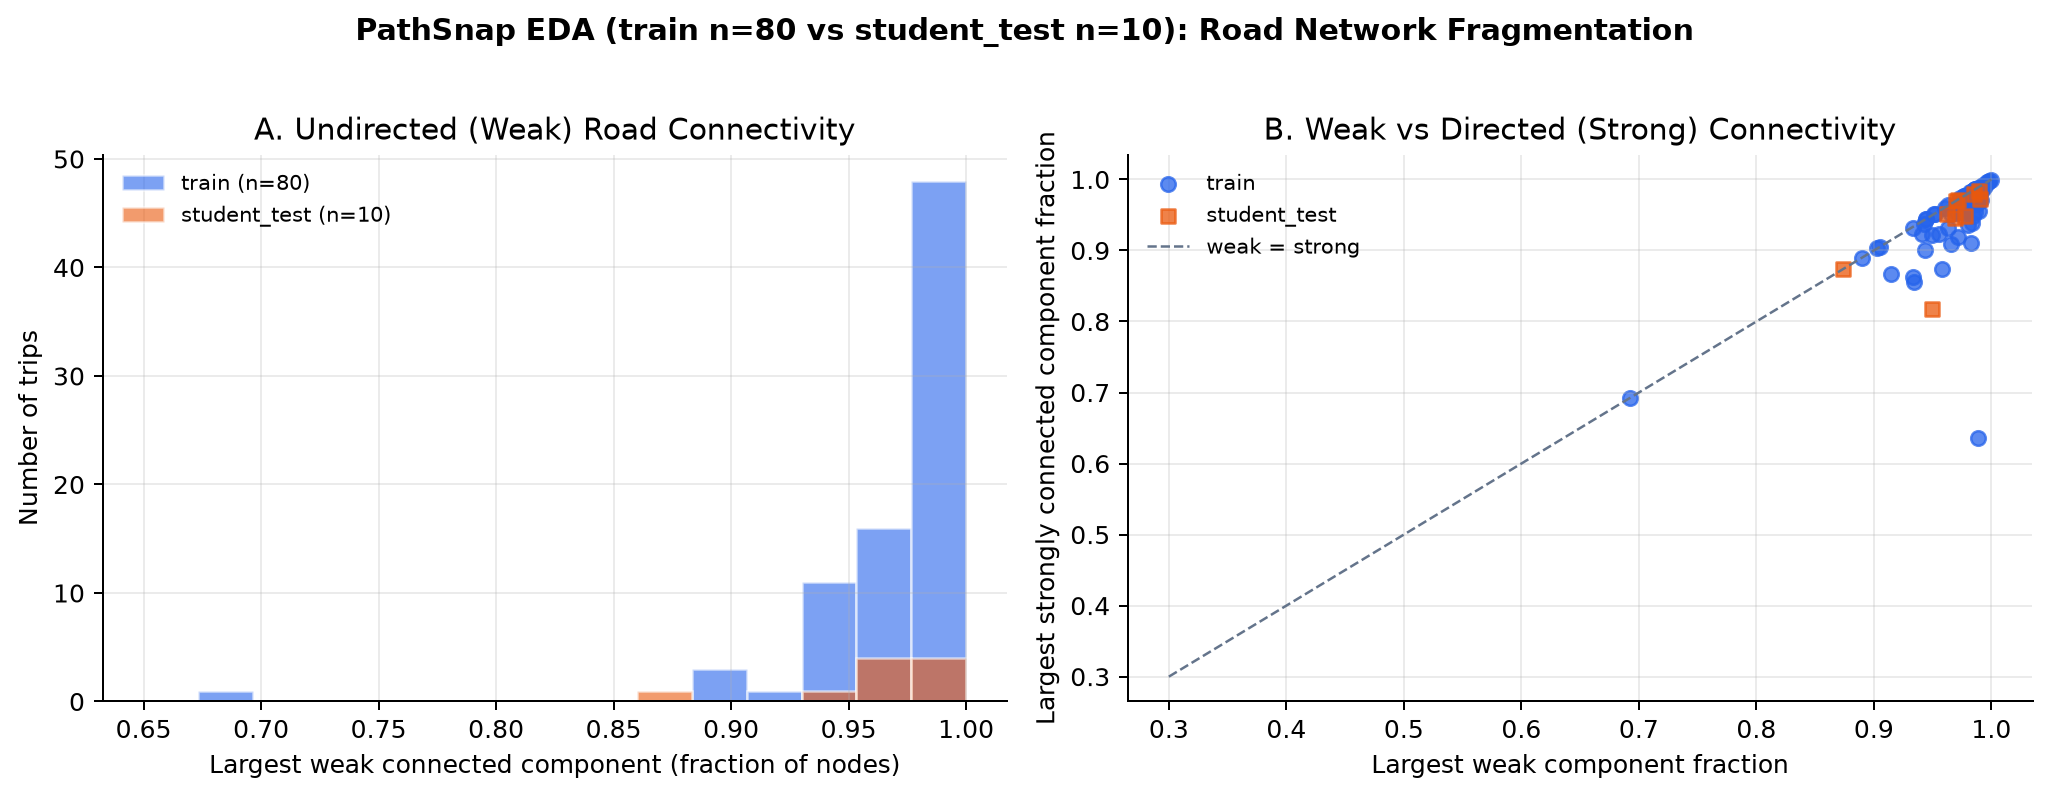 PathSnap EDA (train n=80 vs student_test n=10): Road Network Fragmentation
A. Undirected (Weak) Road Connectivity
Number of trips
50
40
30
20
10
0
train (n=80)
student_test (n=10)
0.65 0.70 0.75 0.80 0.85 0.90 0.95 1.00
Largest weak connected component (fraction of nodes)
B. Weak vs Directed (Strong) Connectivity
Largest strongly connected component fraction
1.0
0.9
0.8
0.7
0.6
0.5
0.4
0.3
train
student_test
weak = strong
0.3 0.4 0.5 0.6 0.7 0.8 0.9 1.0
Largest weak component fraction